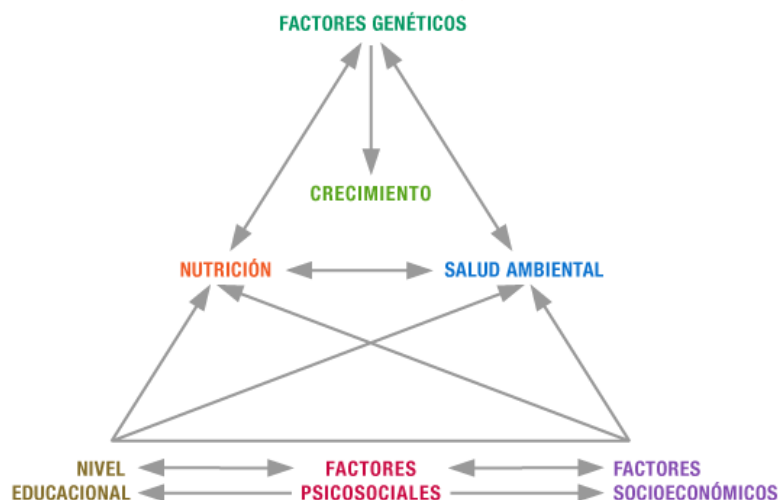 FACTORES GENÉTICOS
CRECIMIENTO
NUTRICIÓN
SALUD AMBIENTAL
NIVEL
EDUCACIONAL
FACTORES
PSICOSOCIALES
FACTORES
SOCIOECONÓMICOS